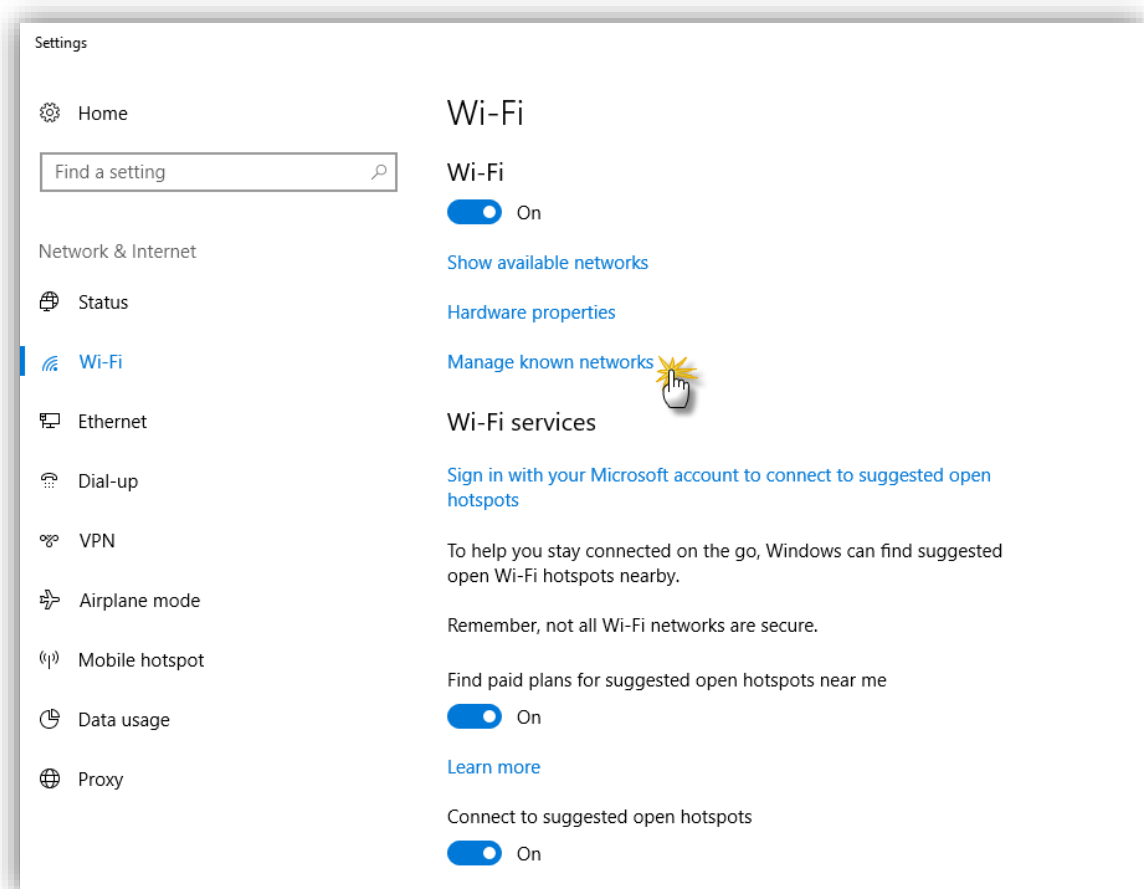 Settings
Home
Find a setting
Network & Internet
Status
Wi-Fi
Ethernet
Dial-up
VPN
Airplane mode
Mobile hotspot
Data usage
Proxy
Wi-Fi
Wi-Fi
On
Show available networks
Hardware properties
Manage known networks
Wi-Fi services
Sign in with your Microsoft account to connect to suggested open
hotspots
To help you stay connected on the go, Windows can find suggested
open Wi-Fi hotspots nearby.
Remember, not all Wi-Fi networks are secure.
Find paid plans for suggested open hotspots near me
On
Learn more
Connect to suggested open hotspots
On